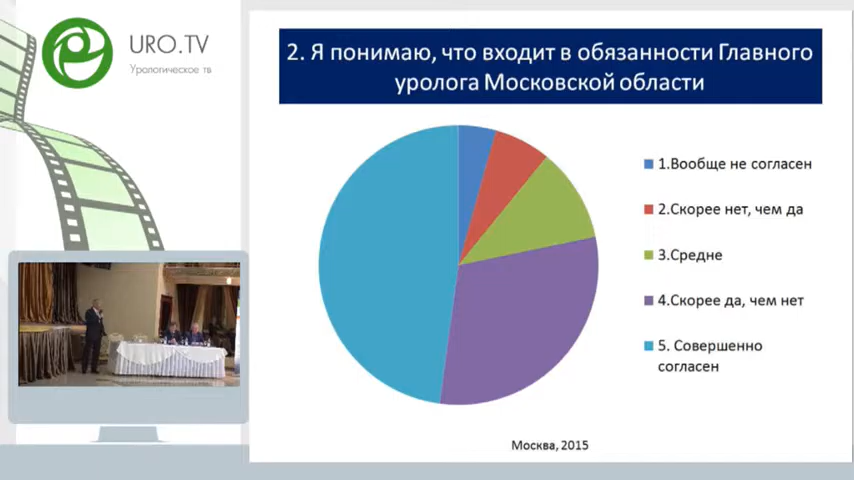 URO.TV
Урологическое тв
2. Я понимаю, что входит в обязанности Главного
уролога Московской области
1.Вообще не согласен
2.Скорее нет, чем да
3.Средне
4.Скорее да, чем нет
5. Совершенно
согласен
Москва, 2015